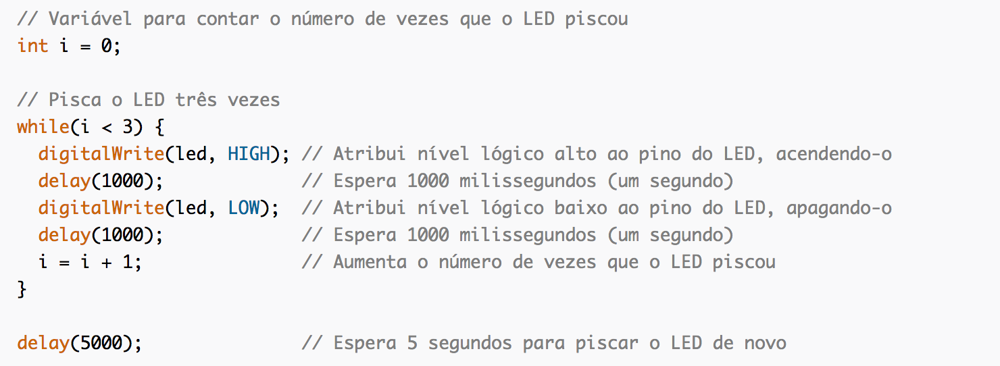 // Variável para contar o número de vezes que o LED piscou
int i = 0;
// Pisca o LED três vezes
while(i < 3) {
digitalWrite(led, HIGH); // Atribui nível lógico alto ao pino do LED, acendendo-o
delay(1000); // Espera 1000 milissegundos (um segundo)
digitalWrite(led, LOW); // Atribui nível lógico baixo ao pino do LED, apagando-o
delay(1000); // Espera 1000 milissegundos (um segundo)
i = i + 1; // Aumenta o número de vezes que o LED piscou
}
delay(5000); // Espera 5 segundos para piscar o LED de novo